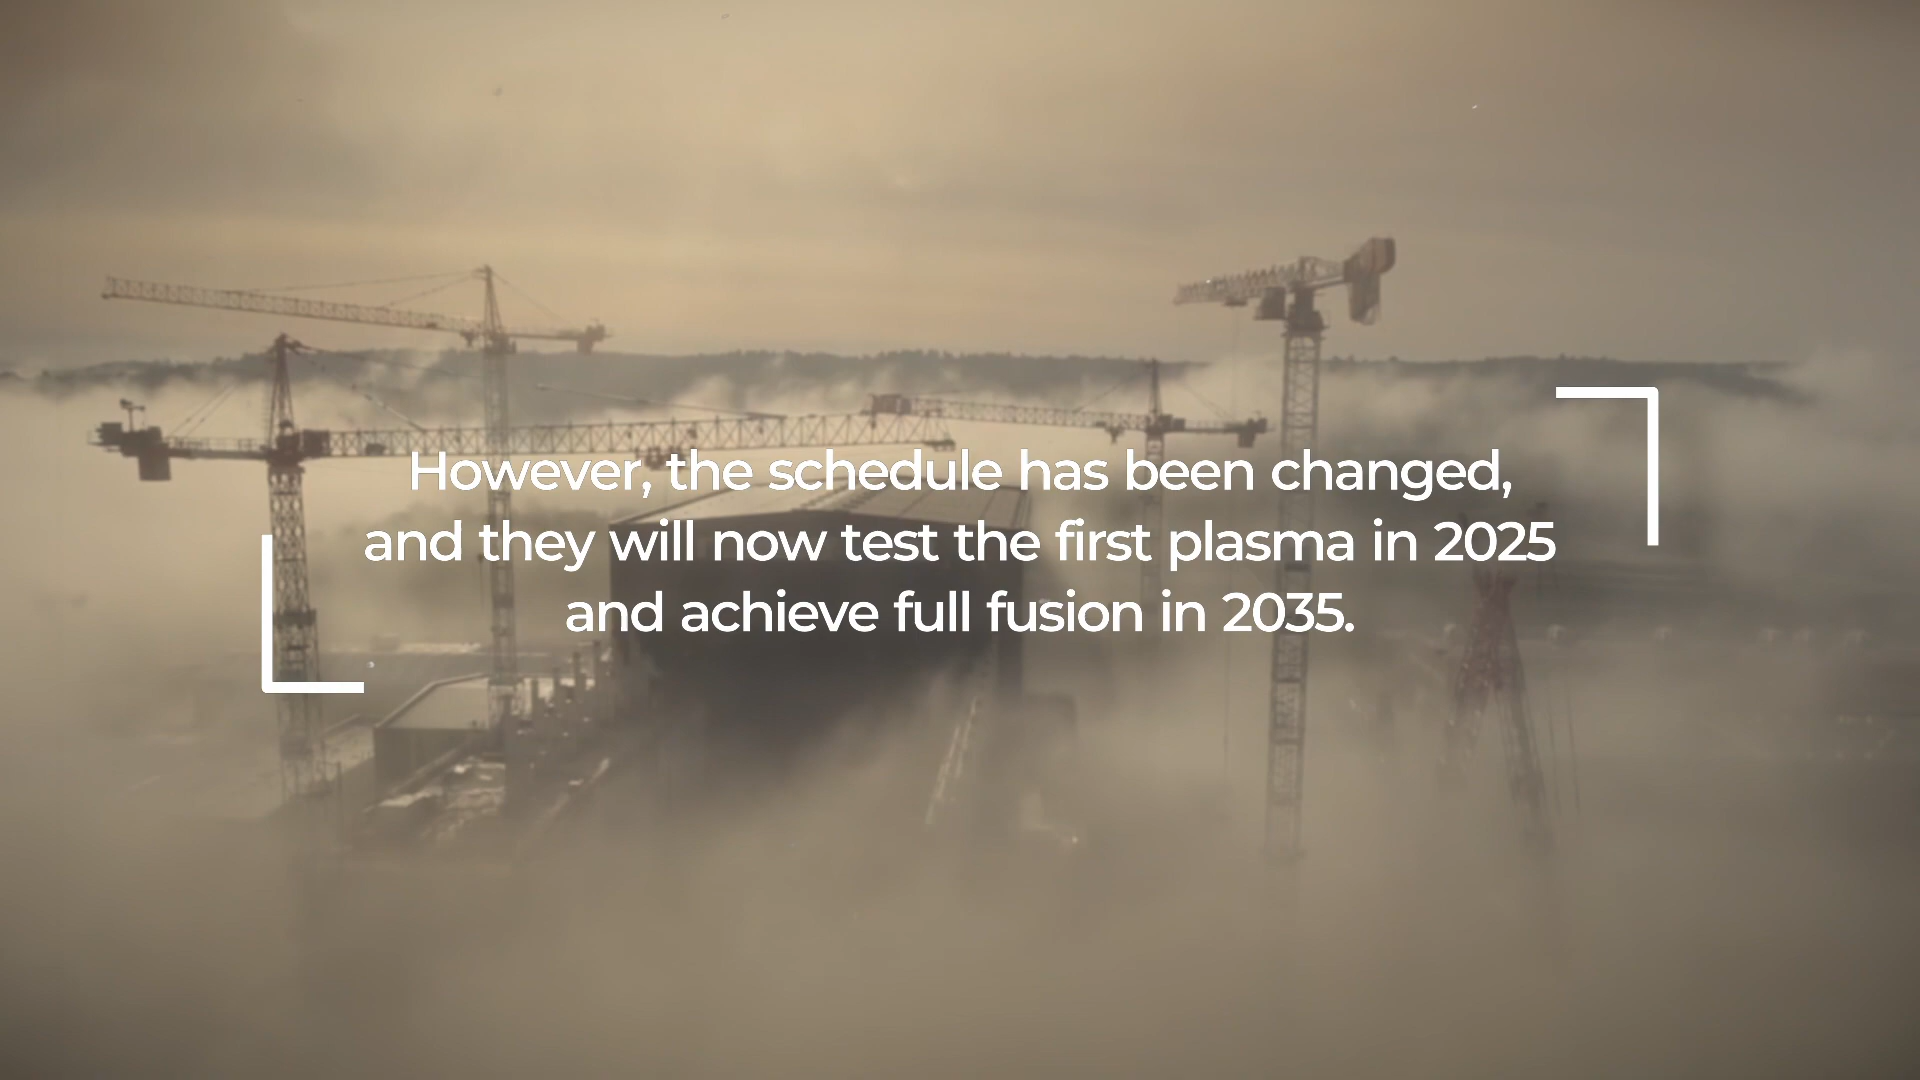 However, the schedule has been changed,
and they will now test the first plasma in 2025
and achieve full fusion in 2035.